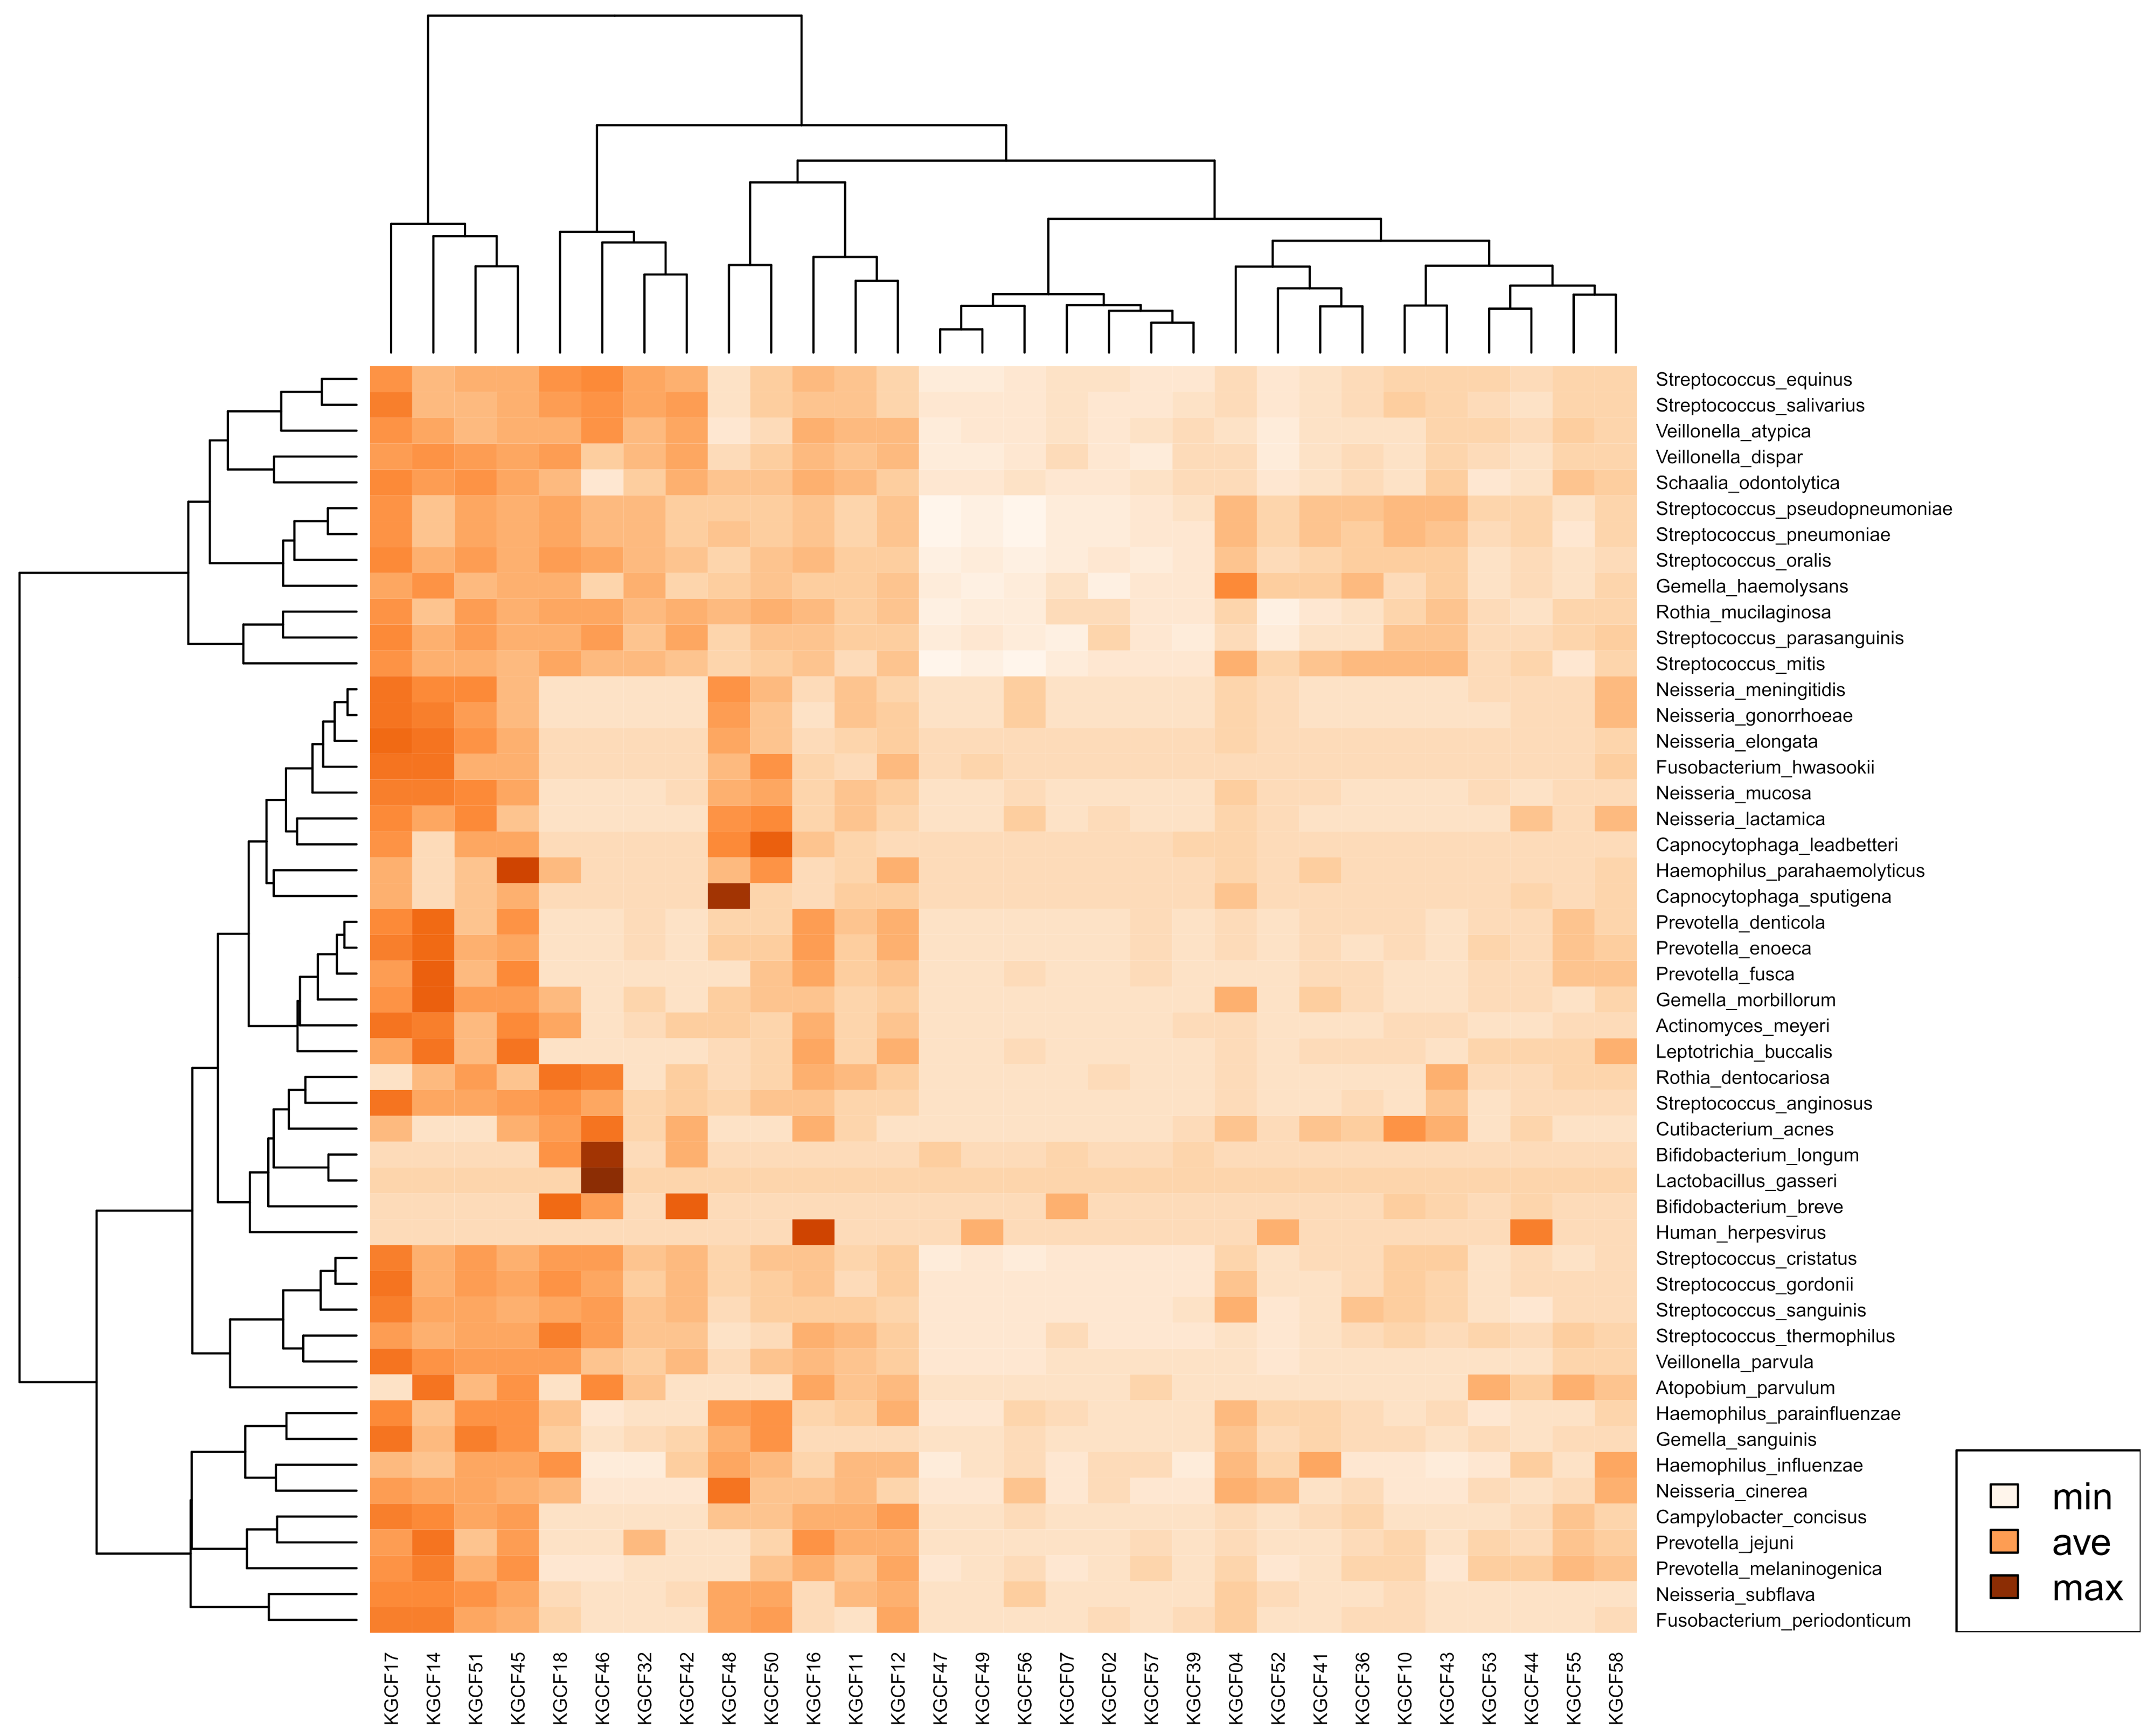 Streptococcus_equinus
Streptococcus_salivarius
Veillonella_atypica
Veillonella_dispar
Schaalia_odontolytica
Streptococcus_pseudopneumoniae
Streptococcus_pneumoniae
Streptococcus_oralis
Gemella_haemolysans
Rothia_mucilaginosa
Streptococcus_parasanguinis
Streptococcus_mitis
Neisseria_meningitidis
Neisseria_gonorrhoeae
Neisseria_elongata
Fusobacterium_hwasookii
Neisseria_mucosa
Neisseria_lactamica
Capnocytophaga_leadbetteri
Haemophilus_parahaemolyticus
Capnocytophaga_sputigena
Prevotella_denticola
Prevotella_enoeca
Prevotella_fusca
Gemella_morbillorum
Actinomyces_meyeri
Leptotrichia_buccalis
Rothia_dentocariosa
Streptococcus_anginosus
Cutibacterium_acnes
Bifidobacterium_longum
Lactobacillus_gasseri
Bifidobacterium_breve
Human_herpesvirus
Streptococcus_cristatus
Streptococcus_gordonii
Streptococcus_sanguinis
Streptococcus_thermophilus
Veillonella_parvula
Atopobium_parvulum
Haemophilus_parainfluenzae
Gemella_sanguinis
Haemophilus_influenzae
Neisseria_cinerea
Campylobacter_concisus
Prevotella_jejuni
Prevotella_melaninogenica
Neisseria_subflava
Fusobacterium_periodonticum
min
ave
max
KGCF17
KGCF14
KGCF51
KGCF45
KGCF18
KGCF46
KGCF32
KGCF42
KGCF48
KGCF50
KGCF16
KGCF11
KGCF12
KGCF47
KGCF49
KGCF56
KGCF07
KGCF02
KGCF57
KGCF39
KGCF04
KGCF52
KGCF41
KGCF36
KGCF10
KGCF43
KGCF53
KGCF44
KGCF55
KGCF58